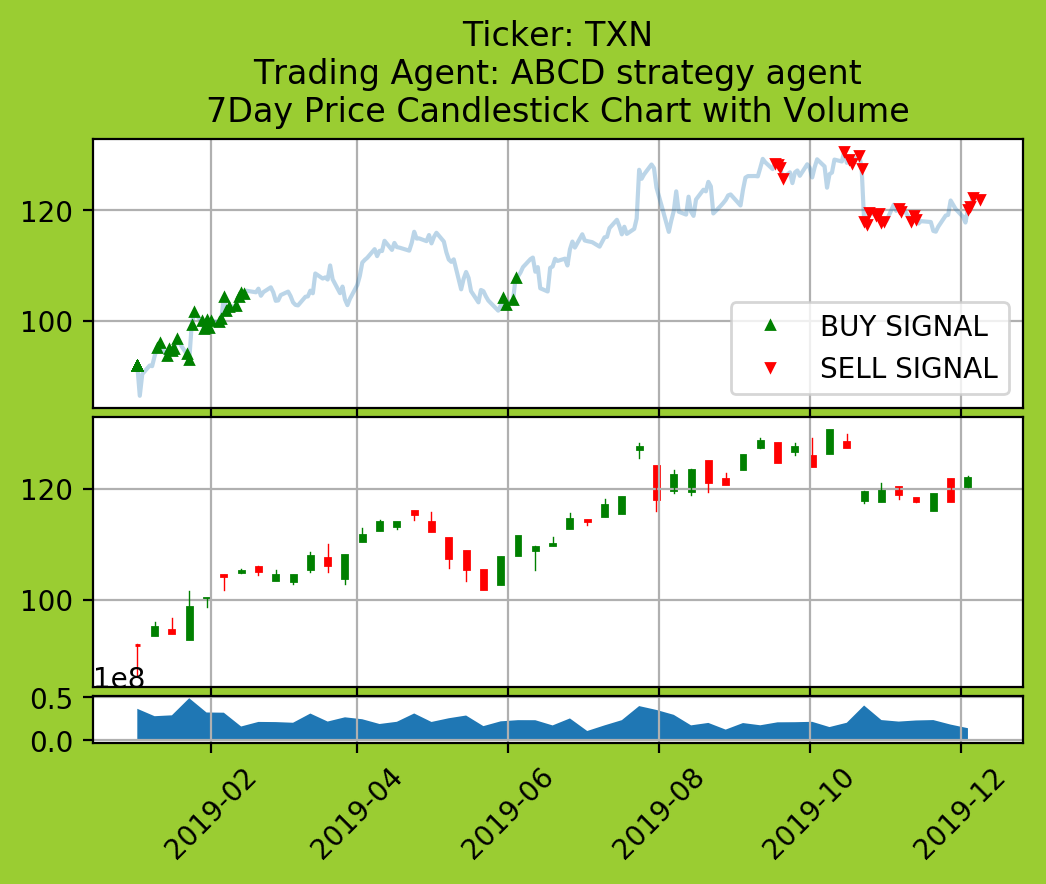 Ticker: TXN
Trading Agent: ABCD strategy agent
7Day Price Candlestick Chart with Volume
120
100
BUY SIGNAL
SELL SIGNAL
120
100
1e8
0.5
0.0
2019-02
2019-04
2019-06
2019-08
2019-10
2019-12